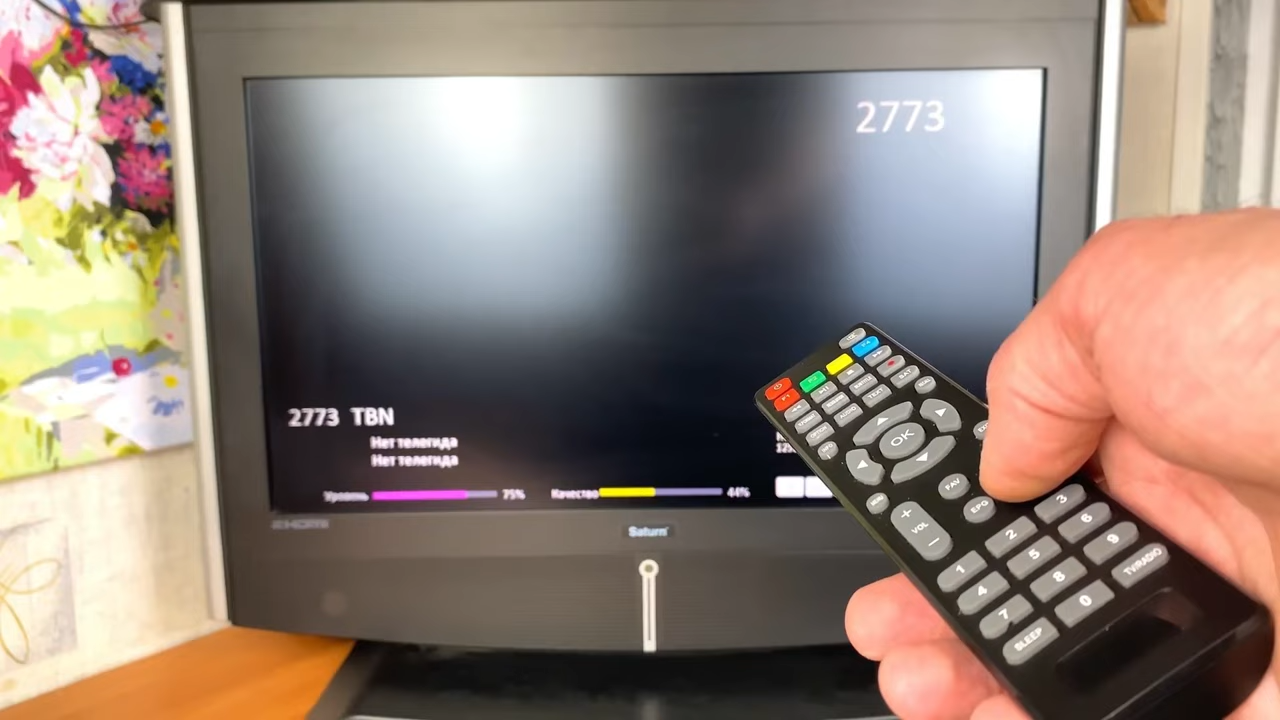 2773
2773 TBN
Нет телегида
Нет телегида
Уровень 75% Качество 44%
HDMI
Saturn
OK
FAV
EPG
+
VOL
−
1 2 3
4 5 6
7 8 9
SLEEP 0 TV/RADIO